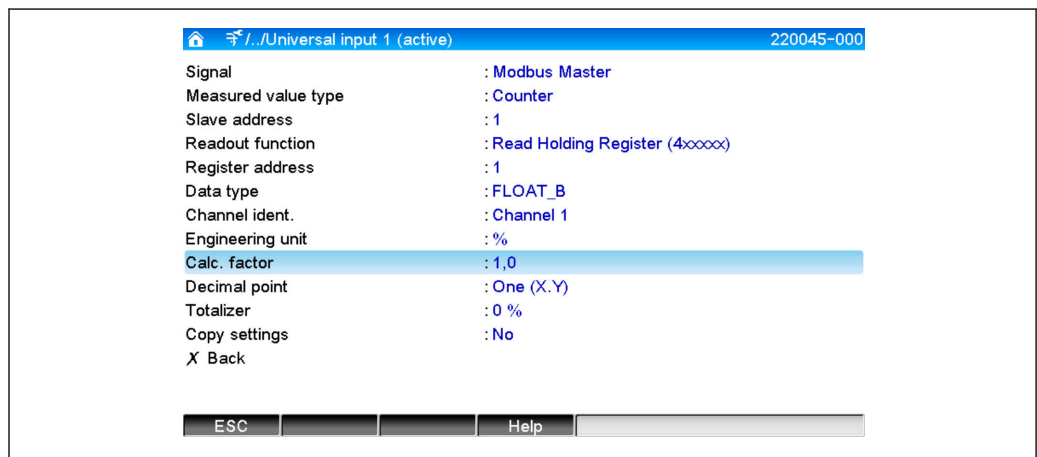 /../Universal input 1 (active) 220045-000
Signal : Modbus Master
Measured value type : Counter
Slave address : 1
Readout function : Read Holding Register (4xxxxx)
Register address : 1
Data type : FLOAT_B
Channel ident. : Channel 1
Engineering unit : %
Calc. factor : 1,0
Decimal point : One (X.Y)
Totalizer : 0 %
Copy settings : No
X Back
ESC Help